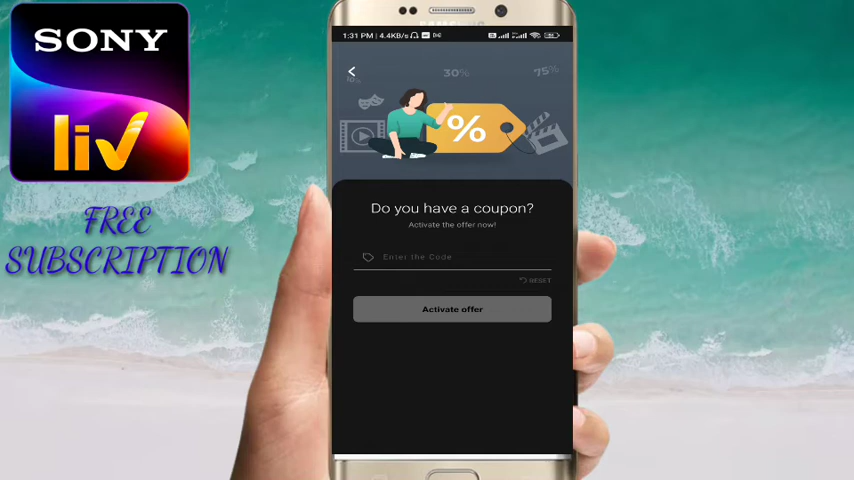 SONY
liv
FREE
SUBSCRIPTION
SAMSUNG
1:31 PM | 4.4KB/s
30%
75%
%
Do you have a coupon?
Activate the offer now!
Enter the Code
RESET
Activate offer